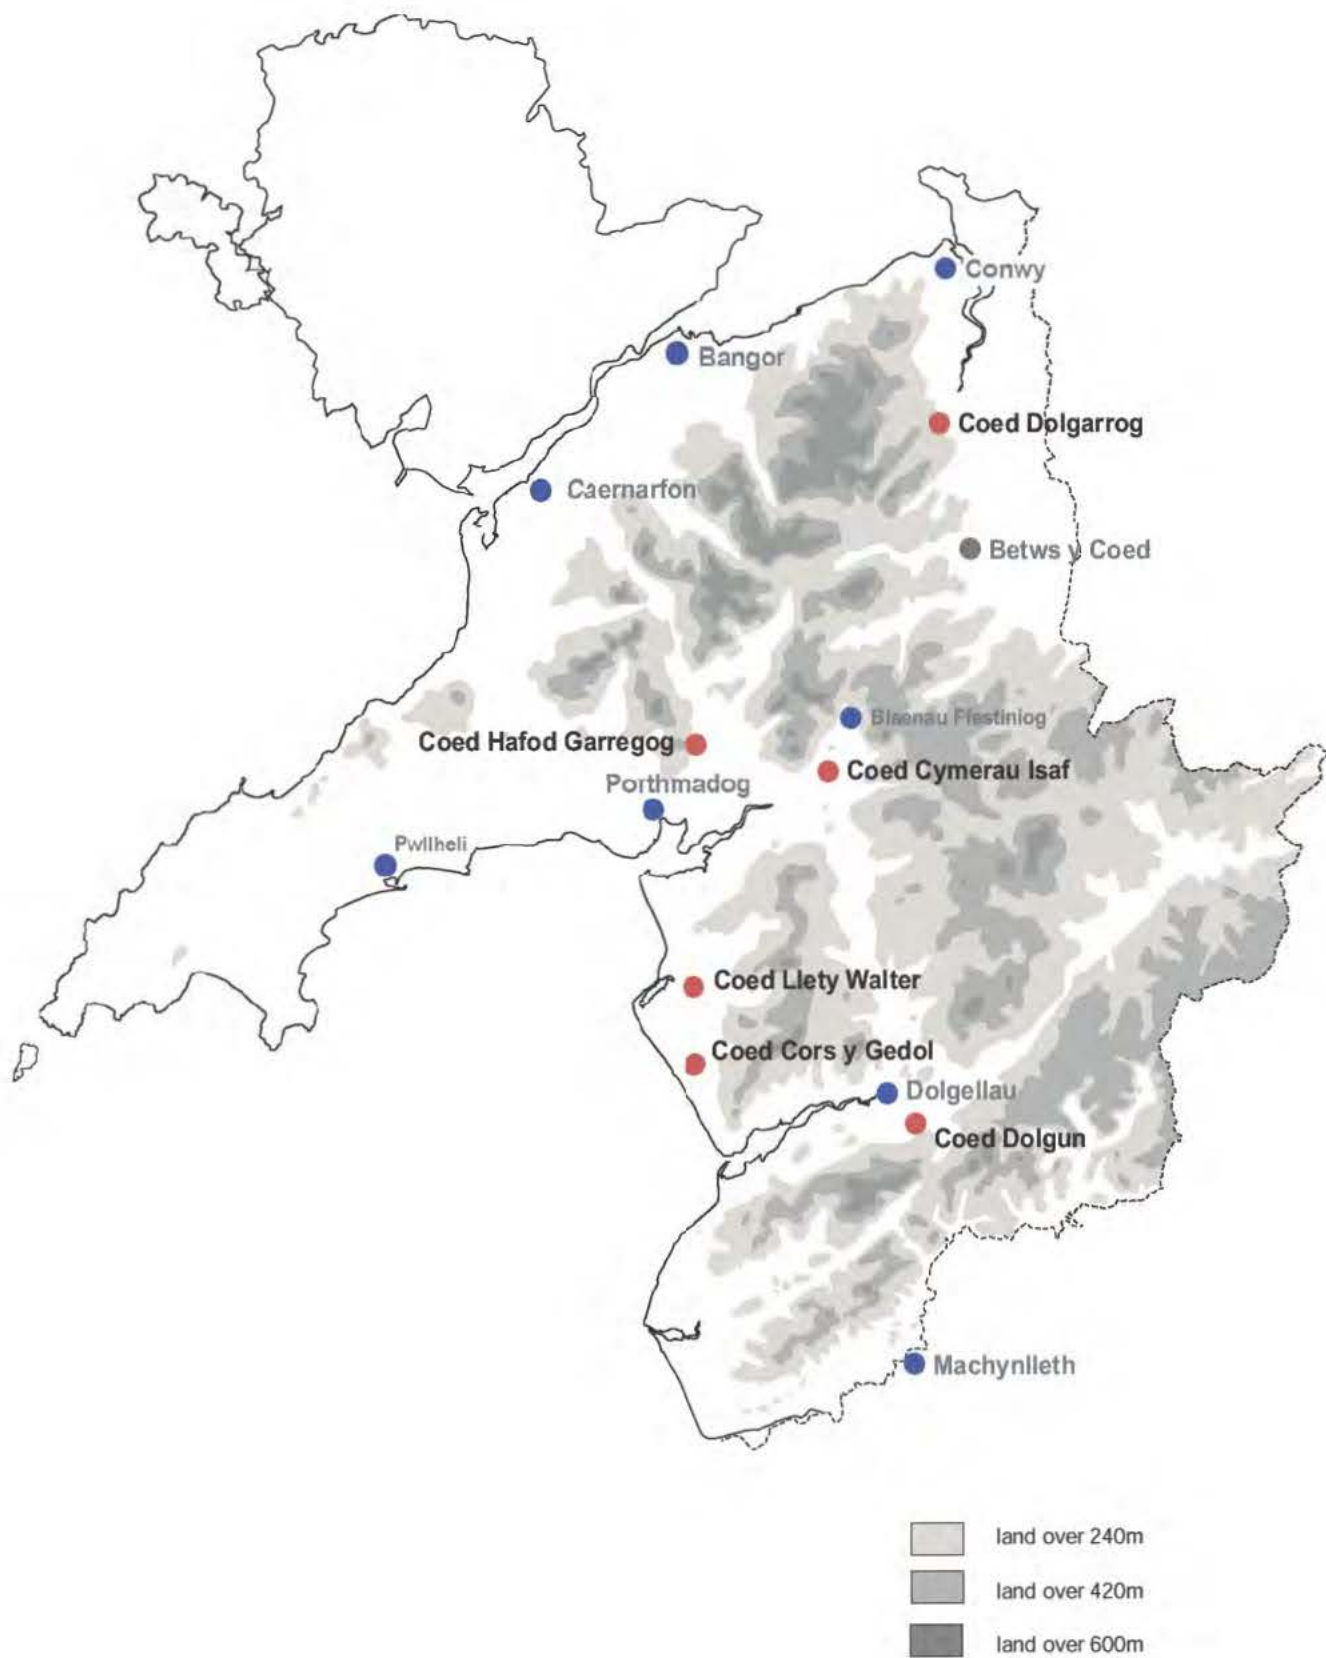 Conwy
Bangor
Coed Dolgarrog
Caernarfon
Betws y Coed
Blaenau Ffestiniog
Coed Hafod Garregog
Coed Cymerau Isaf
Porthmadog
Pwllheli
Coed Llety Walter
Coed Cors y Gedol
Dolgellau
Coed Dolgun
Machynlleth
land over 240m
land over 420m
land over 600m